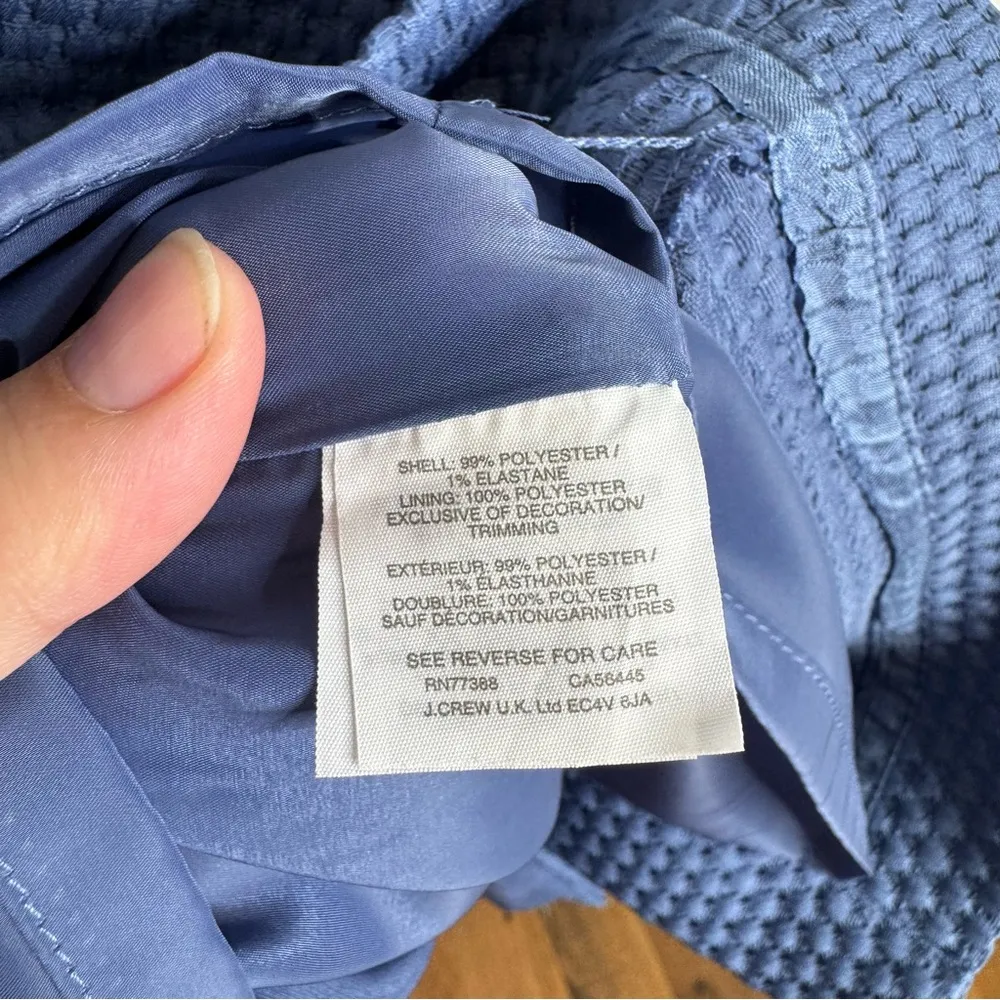 SHELL: 99% POLYESTER /
1% ELASTANE
LINING: 100% POLYESTER
EXCLUSIVE OF DECORATION/
TRIMMING
EXTÉRIEUR: 99% POLYESTER /
1% ÉLASTHANNE
DOUBLURE: 100% POLYESTER
SAUF DÉCORATION/GARNITURES
SEE REVERSE FOR CARE
RN77388 CA56445
J.CREW U.K. Ltd EC4V 6JA